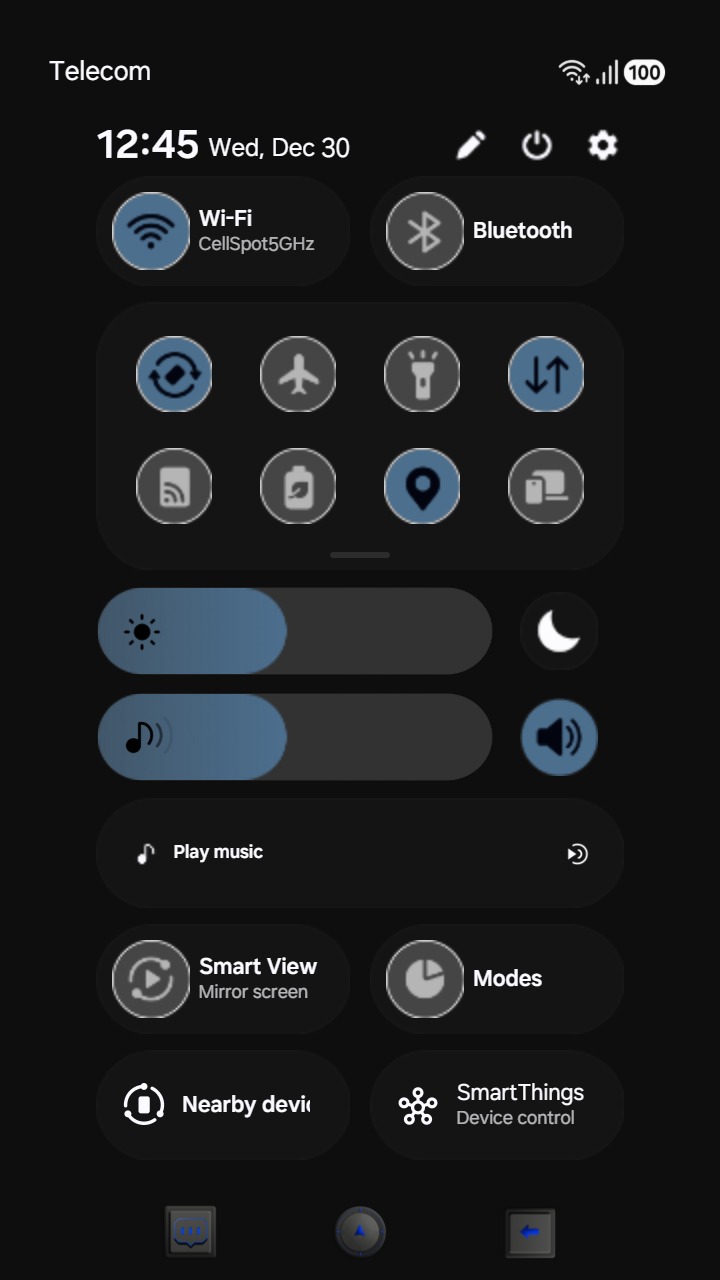 Telecom
100
12:45 Wed, Dec 30
Wi-Fi
CellSpot5GHz
Bluetooth
Play music
Smart View
Mirror screen
Modes
Nearby devic
SmartThings
Device control